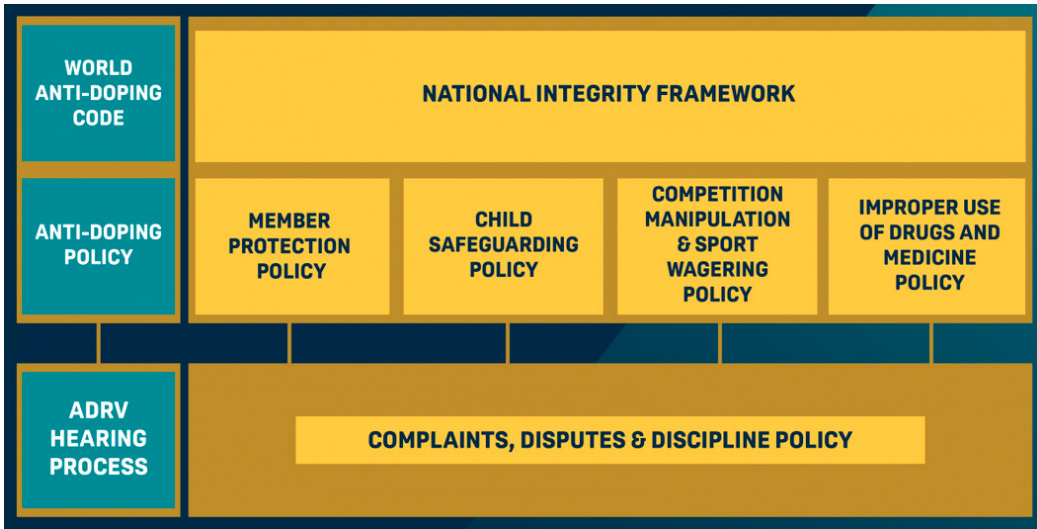 WORLD
ANTI-DOPING
CODE
NATIONAL INTEGRITY FRAMEWORK
ANTI-DOPING
POLICY
MEMBER
PROTECTION
POLICY
CHILD
SAFEGUARDING
POLICY
COMPETITION
MANIPULATION
& SPORT
WAGERING
POLICY
IMPROPER USE
OF DRUGS AND
MEDICINE
POLICY
ADRV
HEARING
PROCESS
COMPLAINTS, DISPUTES & DISCIPLINE POLICY